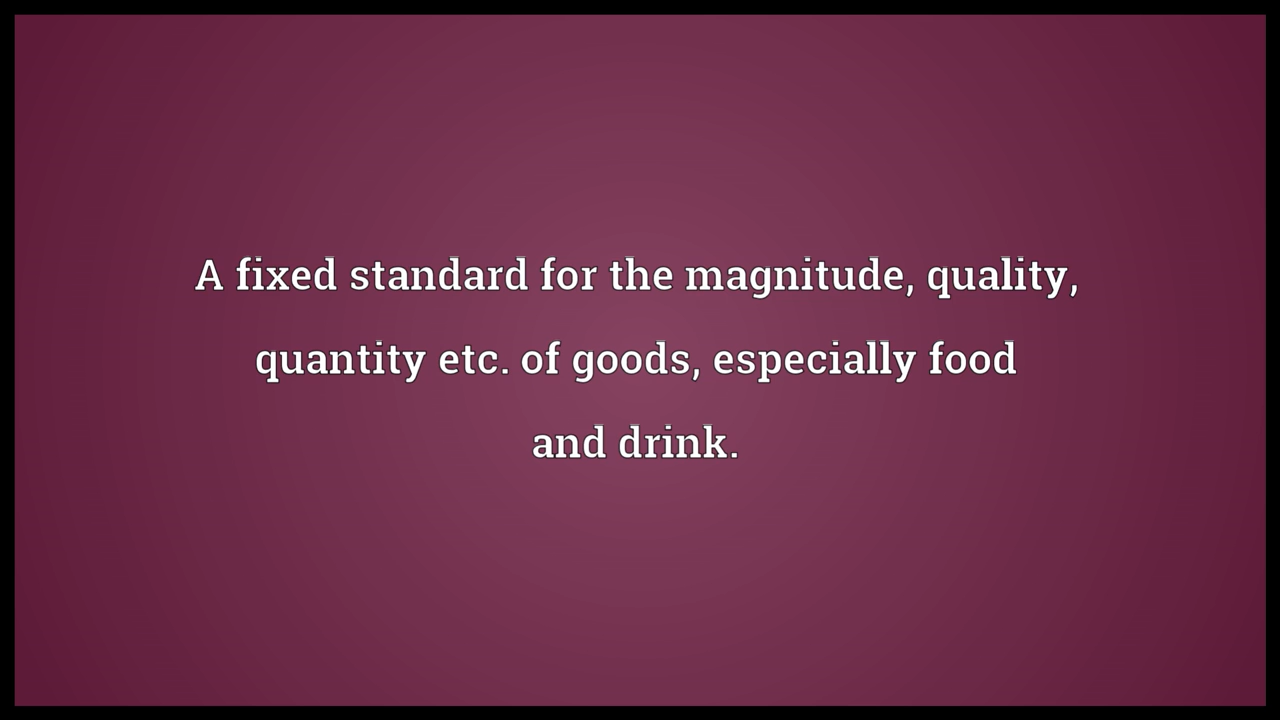 A fixed standard for the magnitude, quality,
quantity etc. of goods, especially food
and drink.